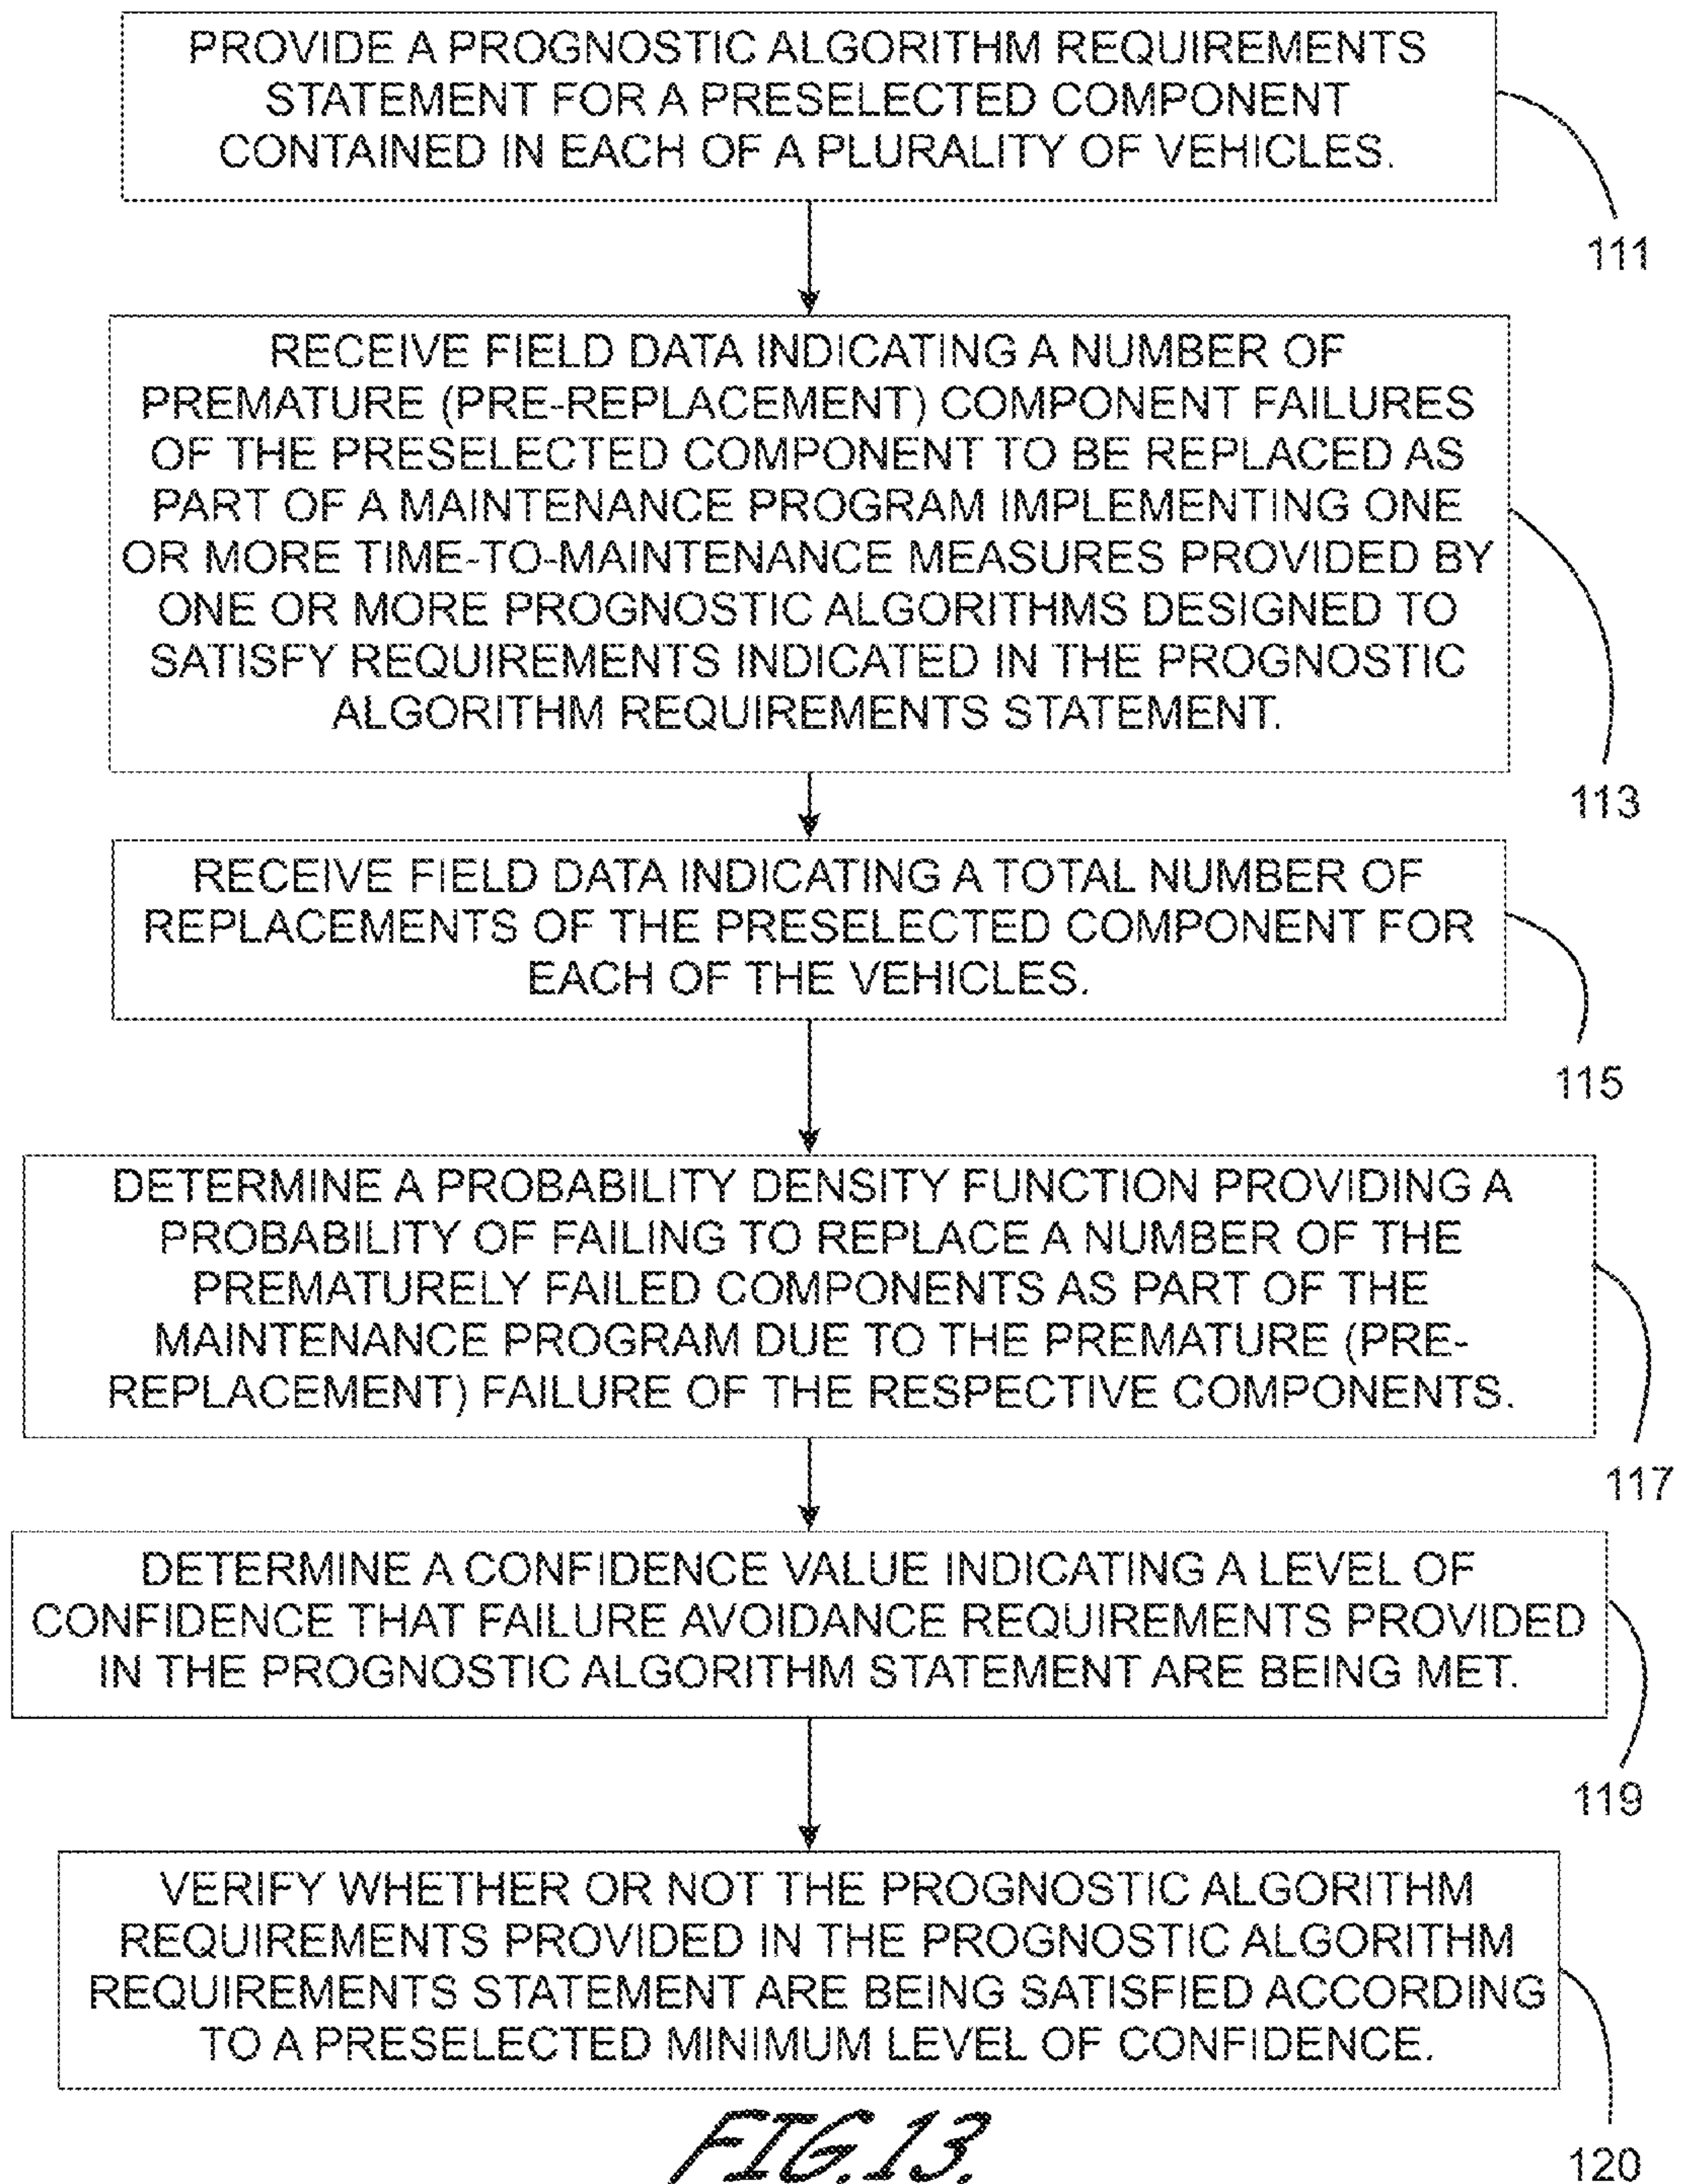 PROVIDE A PROGNOSTIC ALGORITHM REQUIREMENTS
STATEMENT FOR A PRESELECTED COMPONENT
CONTAINED IN EACH OF A PLURALITY OF VEHICLES.
111
RECEIVE FIELD DATA INDICATING A NUMBER OF
PREMATURE (PRE-REPLACEMENT) COMPONENT FAILURES
OF THE PRESELECTED COMPONENT TO BE REPLACED AS
PART OF A MAINTENANCE PROGRAM IMPLEMENTING ONE
OR MORE TIME-TO-MAINTENANCE MEASURES PROVIDED BY
ONE OR MORE PROGNOSTIC ALGORITHMS DESIGNED TO
SATISFY REQUIREMENTS INDICATED IN THE PROGNOSTIC
ALGORITHM REQUIREMENTS STATEMENT.
113
RECEIVE FIELD DATA INDICATING A TOTAL NUMBER OF
REPLACEMENTS OF THE PRESELECTED COMPONENT FOR
EACH OF THE VEHICLES.
115
DETERMINE A PROBABILITY DENSITY FUNCTION PROVIDING A
PROBABILITY OF FAILING TO REPLACE A NUMBER OF THE
PREMATURELY FAILED COMPONENTS AS PART OF THE
MAINTENANCE PROGRAM DUE TO THE PREMATURE (PRE-
REPLACEMENT) FAILURE OF THE RESPECTIVE COMPONENTS.
117
DETERMINE A CONFIDENCE VALUE INDICATING A LEVEL OF
CONFIDENCE THAT FAILURE AVOIDANCE REQUIREMENTS PROVIDED
IN THE PROGNOSTIC ALGORITHM STATEMENT ARE BEING MET.
119
VERIFY WHETHER OR NOT THE PROGNOSTIC ALGORITHM
REQUIREMENTS PROVIDED IN THE PROGNOSTIC ALGORITHM
REQUIREMENTS STATEMENT ARE BEING SATISFIED ACCORDING
TO A PRESELECTED MINIMUM LEVEL OF CONFIDENCE.
120
FIG. 13.